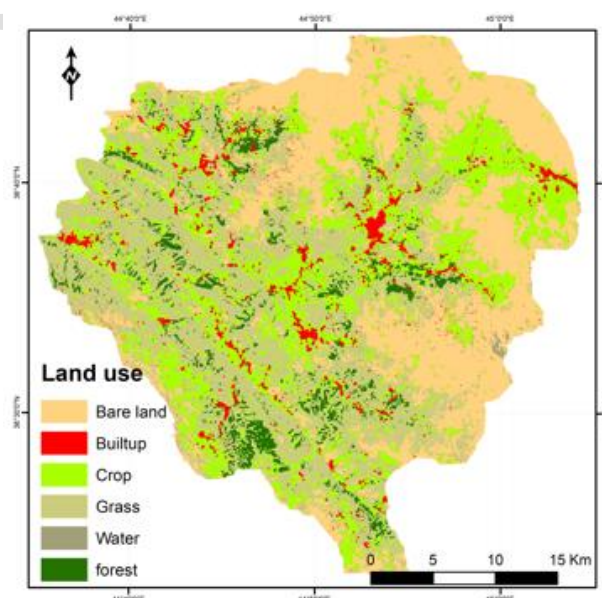 44°40'0"E 44°50'0"E 45°0'0"E
N
Land use
Bare land
Builtup
Crop
Grass
Water
forest
0 5 10 15 Km